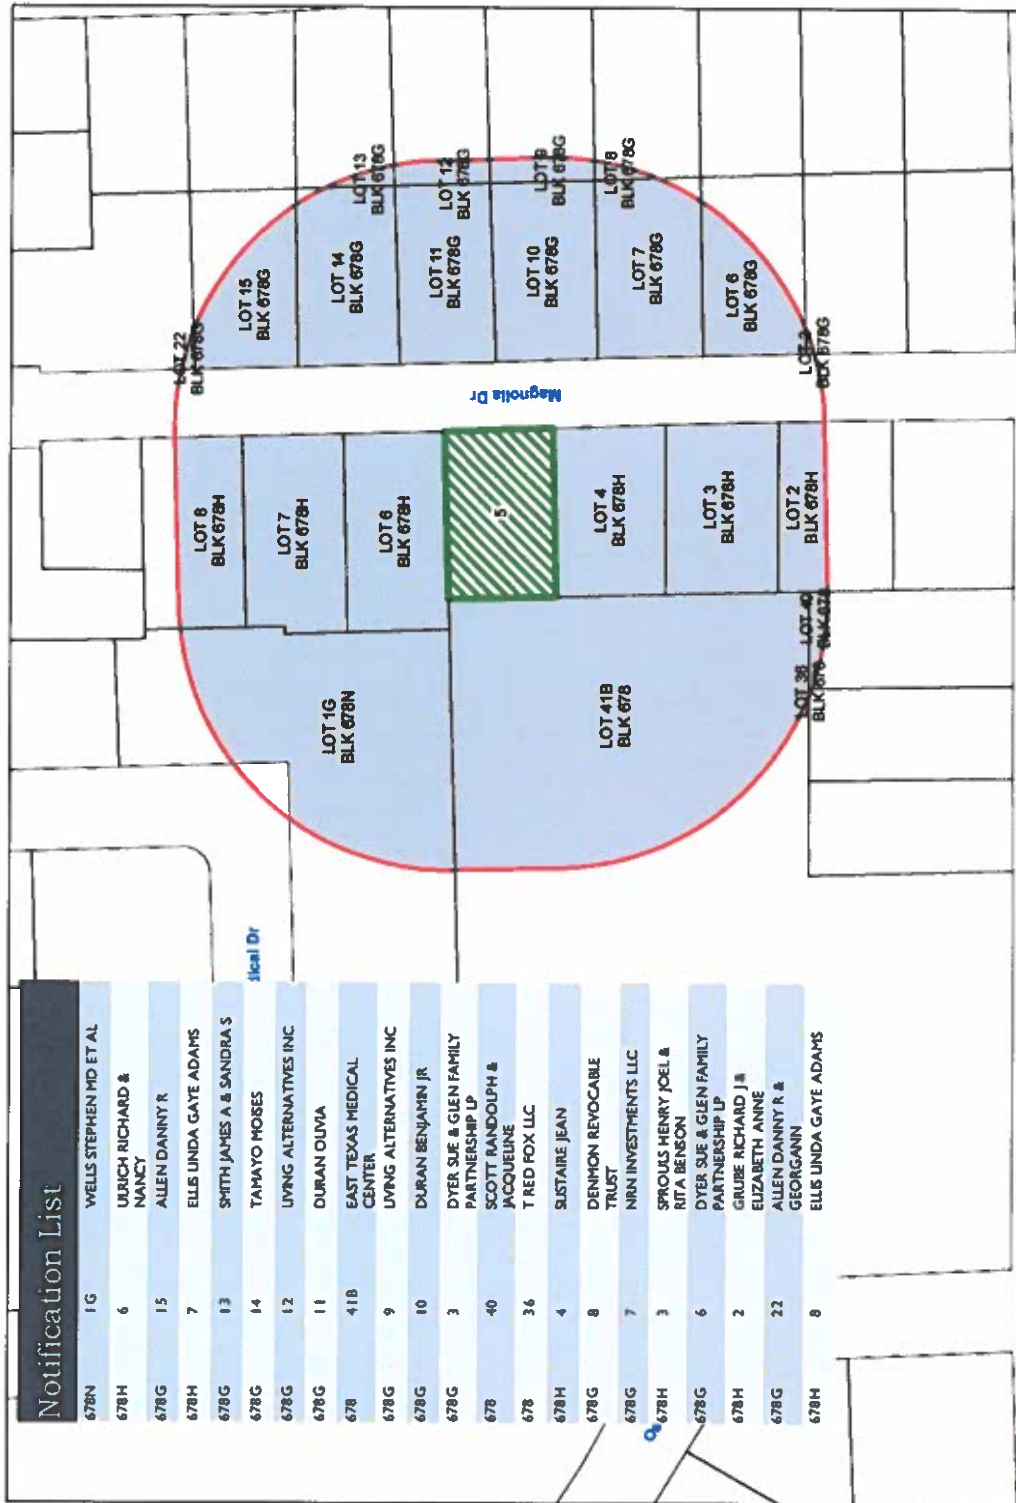 Notification List
678N 1G WELLS STEPHEN MD ET AL
678H 6 ULRICH RICHARD &
NANCY
678G 15 ALLEN DANNY R
678H 7 ELLIS LINDA GAYE ADAMS
678G 13 SMITH JAMES A & SANDRA S
678G 14 TAMAYO MOISES
678G 12 LIVING ALTERNATIVES INC
678G 11 DURAN OLIVIA
678 41B EAST TEXAS MEDICAL
CENTER
678G 9 LIVING ALTERNATIVES INC
678G 10 DURAN BENJAMIN JR
678G 3 DYER SUE & GLEN FAMILY
PARTNERSHIP LP
678 40 SCOTT RANDOLPH &
JACQUELINE
678 36 T RED FOX LLC
678H 4 SUSTAIRE JEAN
678G 8 DENMON REVOCABLE
TRUST
678G 7 NRN INVESTMENTS LLC
678H 3 SPROULS HENRY JOEL &
RITA BENSON
678G 6 DYER SUE & GLEN FAMILY
PARTNERSHIP LP
678H 2 GRUBE RICHARD J &
ELIZABETH ANNE
678G 22 ALLEN DANNY R &
GEORGANN
678H 8 ELLIS LINDA GAYE ADAMS
ical Dr
LOT 1G
BLK 678N
LOT 41B
BLK 678
LOT 36
BLK 678
LOT 40
BLK 678
LOT 8
BLK 678H
LOT 7
BLK 678H
LOT 6
BLK 678H
5
LOT 4
BLK 678H
LOT 3
BLK 678H
LOT 2
BLK 678H
Magnolia Dr
LOT 22
BLK 678G
LOT 15
BLK 678G
LOT 14
BLK 678G
LOT 11
BLK 678G
LOT 10
BLK 678G
LOT 7
BLK 678G
LOT 6
BLK 678G
LOT 3
BLK 678G
LOT 13
BLK 678G
LOT 12
BLK 678G
LOT 9
BLK 678G
LOT 8
BLK 678G